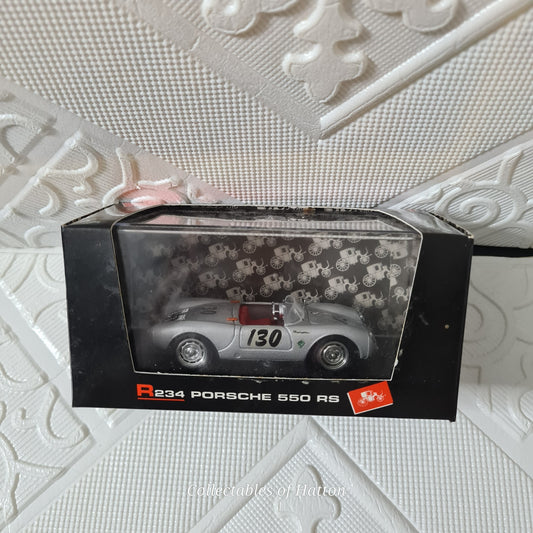 130
R234 PORSCHE 550 RS
Collectables of Hatton